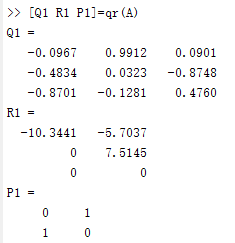 >> [Q1 R1 P1]=qr(A)
Q1 =
-0.0967 0.9912 0.0901
-0.4834 0.0323 -0.8748
-0.8701 -0.1281 0.4760
R1 =
-10.3441 -5.7037
0 7.5145
0 0
P1 =
0 1
1 0